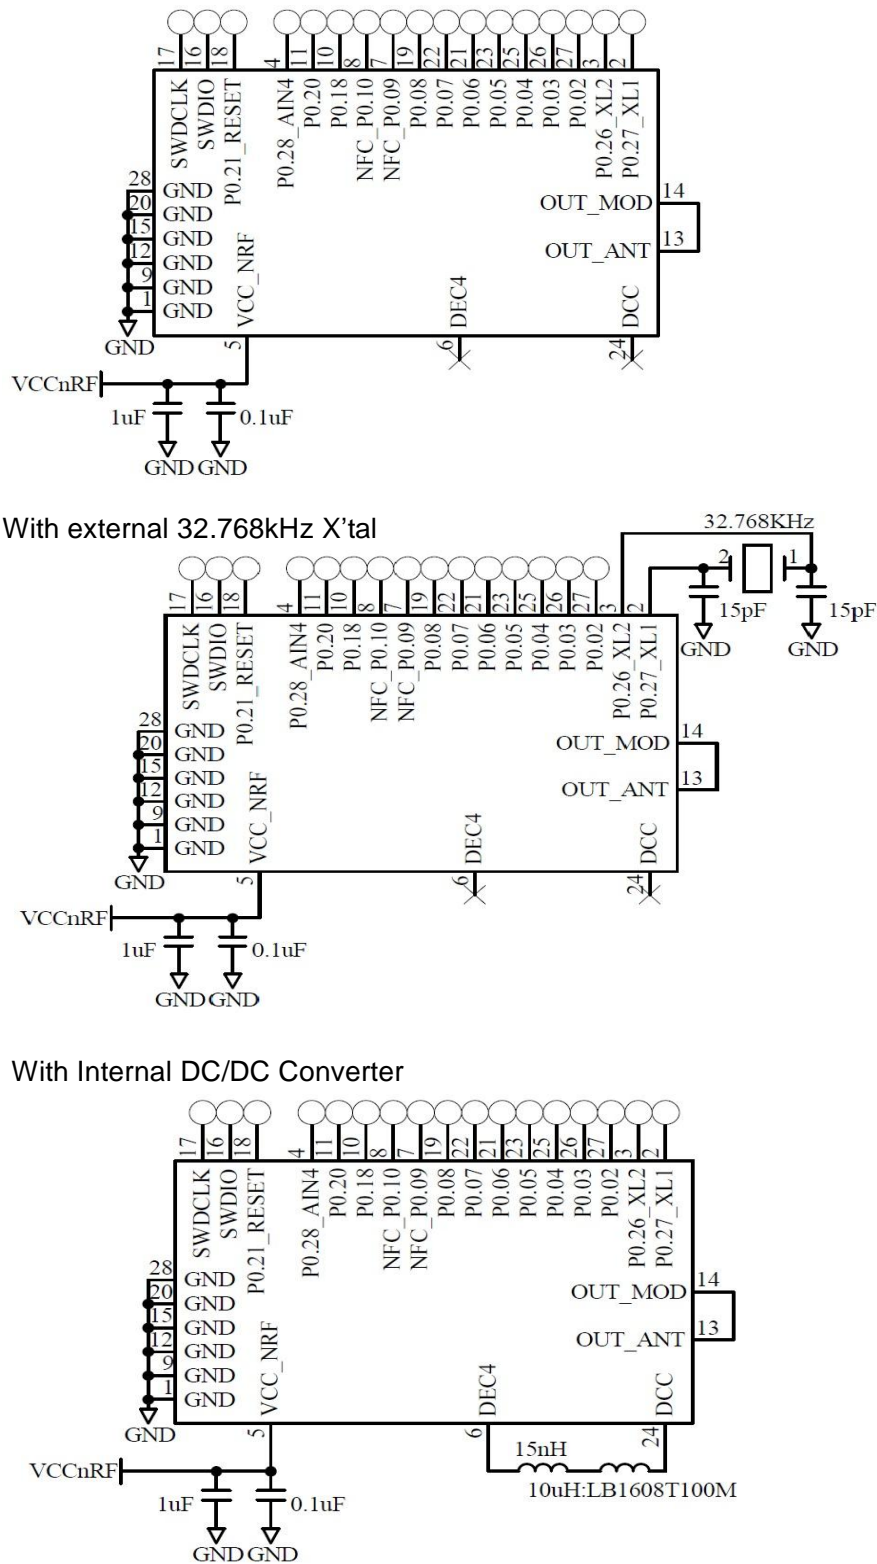 17 16 18 4 11 10 8 7 19 22 21 23 25 26 27 3 2
SWDCLK
SWDIO
P0.21_RESET
P0.28_AIN4
P0.20
P0.18
NFC_P0.10
NFC_P0.09
P0.08
P0.07
P0.06
P0.05
P0.04
P0.03
P0.02
P0.26_XL2
P0.27_XL1
28 GND
20 GND
15 GND
12 GND
9 GND
1 GND
OUT_MOD 14
OUT_ANT 13
VCC_NRF
DEC4
DCC
GND
5 6 24
VCCnRF
1uF 0.1uF
GND GND
With external 32.768kHz X'tal
32.768KHz
2 1
15pF 15pF
GND GND
17 16 18 4 11 10 8 7 19 22 21 23 25 26 27 3 2
SWDCLK
SWDIO
P0.21_RESET
P0.28_AIN4
P0.20
P0.18
NFC_P0.10
NFC_P0.09
P0.08
P0.07
P0.06
P0.05
P0.04
P0.03
P0.02
P0.26_XL2
P0.27_XL1
28 GND
20 GND
15 GND
12 GND
9 GND
1 GND
OUT_MOD 14
OUT_ANT 13
VCC_NRF
DEC4
DCC
GND
5 6 24
VCCnRF
1uF 0.1uF
GND GND
With Internal DC/DC Converter
17 16 18 4 11 10 8 7 19 22 21 23 25 26 27 3 2
SWDCLK
SWDIO
P0.21_RESET
P0.28_AIN4
P0.20
P0.18
NFC_P0.10
NFC_P0.09
P0.08
P0.07
P0.06
P0.05
P0.04
P0.03
P0.02
P0.26_XL2
P0.27_XL1
28 GND
20 GND
15 GND
12 GND
9 GND
1 GND
OUT_MOD 14
OUT_ANT 13
VCC_NRF
DEC4
DCC
GND
5 6 24
15nH
10uH:LB1608T100M
VCCnRF
1uF 0.1uF
GND GND